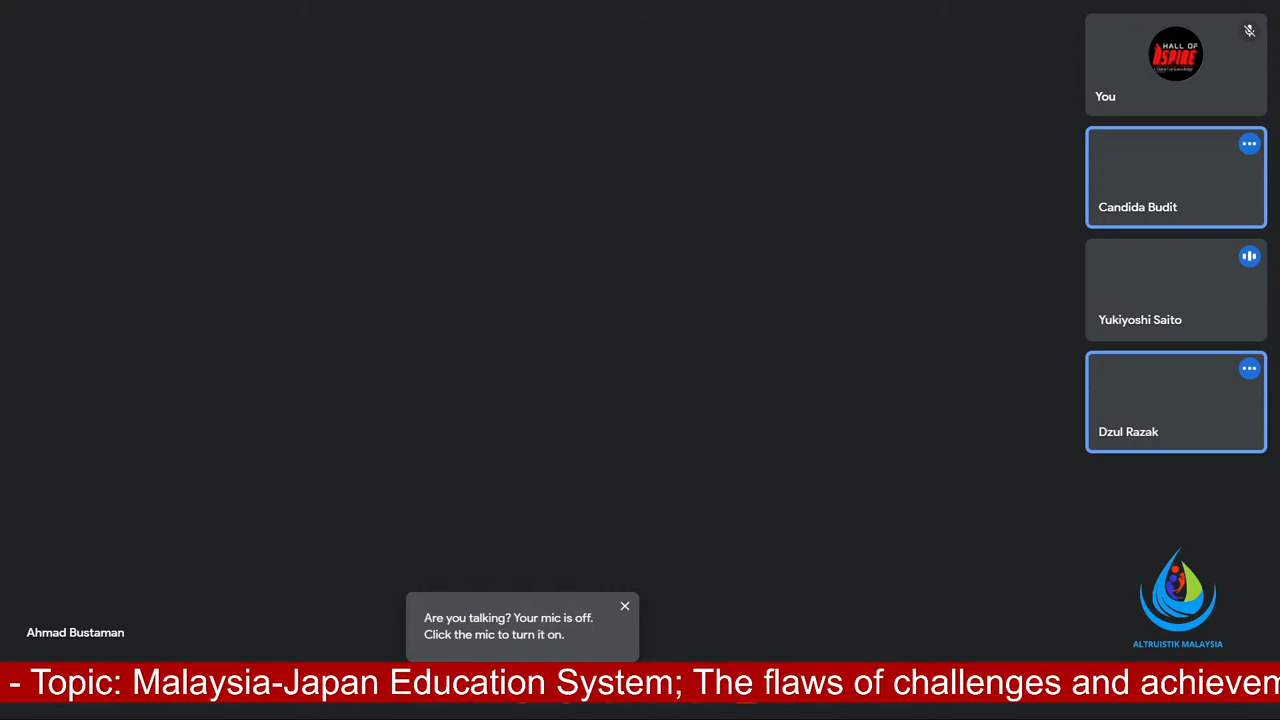 HALL OF
ASPIRE
You
Candida Budit
Yukiyoshi Saito
Dzul Razak
Are you talking? Your mic is off.
Click the mic to turn it on.
Ahmad Bustaman
ALTRUISTIK MALAYSIA
- Topic: Malaysia-Japan Education System; The flaws of challenges and achievem